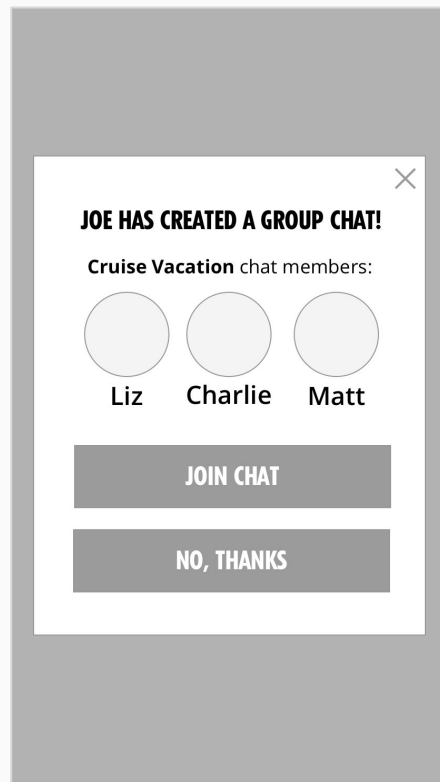 JOE HAS CREATED A GROUP CHAT!
Cruise Vacation chat members:
Liz Charlie Matt
JOIN CHAT
NO, THANKS